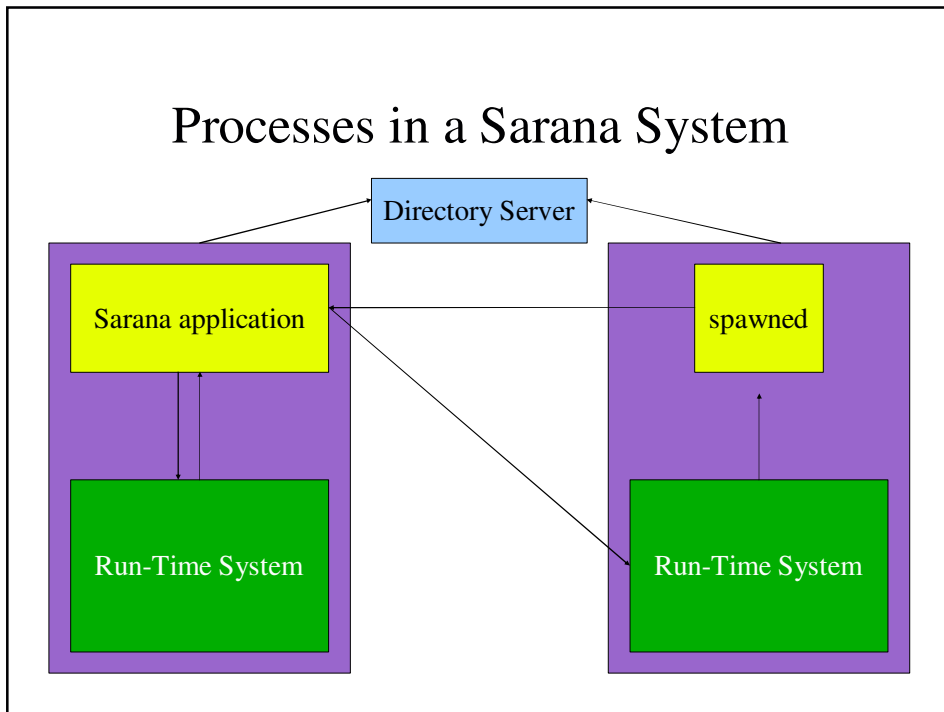 Processes in a Sarana System
Directory Server
Sarana application
spawned
Run-Time System
Run-Time System